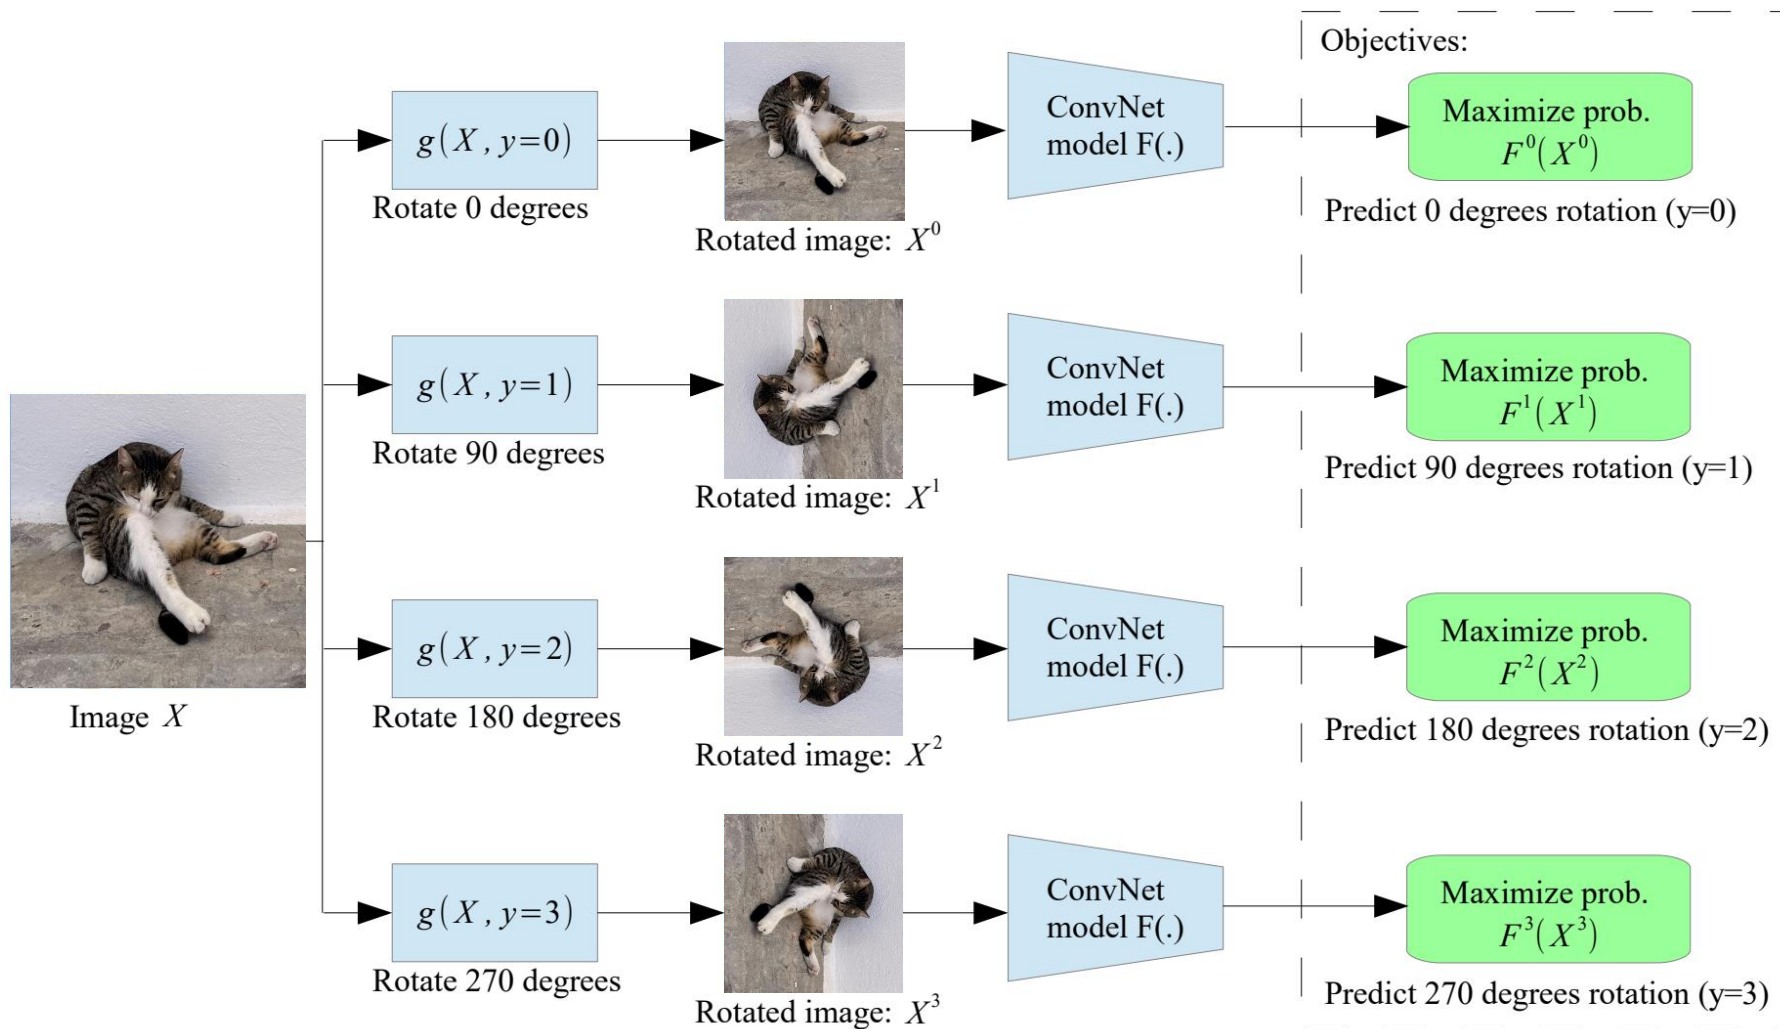 Objectives:
g(X, y=0)
Rotate 0 degrees
Rotated image: X⁰
ConvNet
model F(.)
Maximize prob.
F⁰(X⁰)
Predict 0 degrees rotation (y=0)
g(X, y=1)
Rotate 90 degrees
Rotated image: X¹
ConvNet
model F(.)
Maximize prob.
F¹(X¹)
Predict 90 degrees rotation (y=1)
Image X
g(X, y=2)
Rotate 180 degrees
Rotated image: X²
ConvNet
model F(.)
Maximize prob.
F²(X²)
Predict 180 degrees rotation (y=2)
g(X, y=3)
Rotate 270 degrees
Rotated image: X³
ConvNet
model F(.)
Maximize prob.
F³(X³)
Predict 270 degrees rotation (y=3)